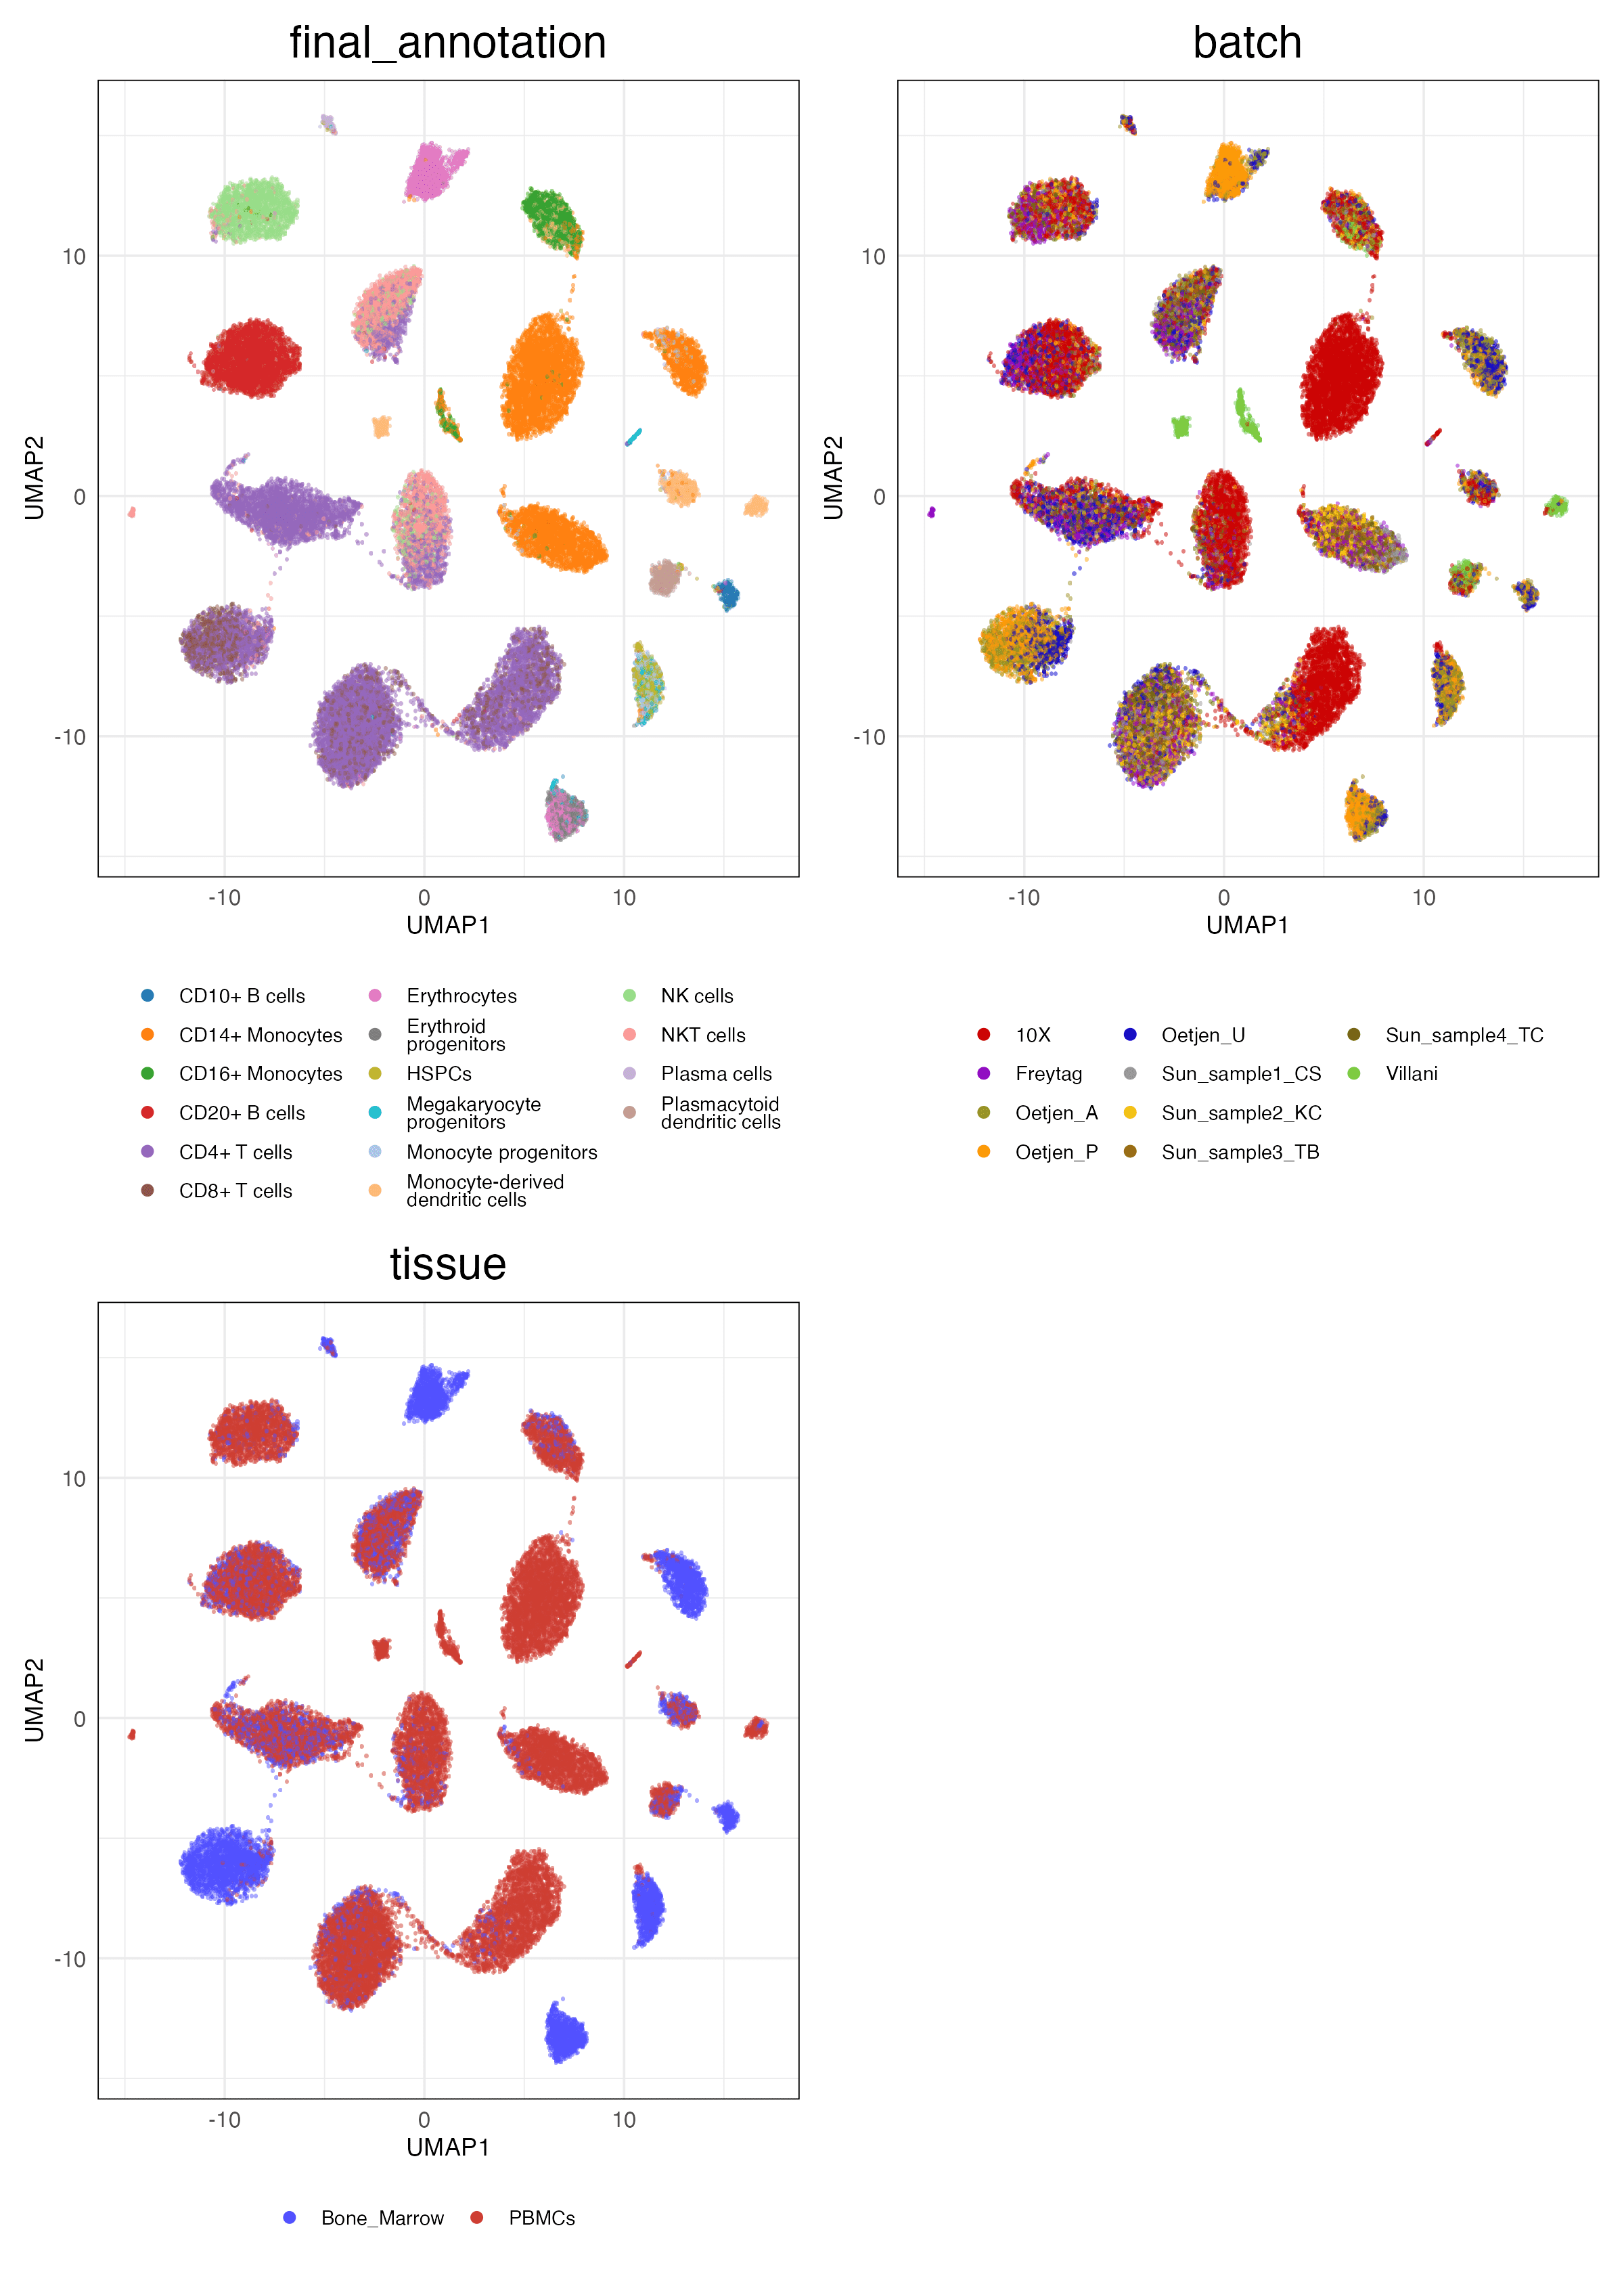 final_annotation
batch
UMAP2
10
0
-10
-10
0
10
UMAP1
UMAP2
10
0
-10
-10
0
10
UMAP1
CD10+ B cells
CD14+ Monocytes
CD16+ Monocytes
CD20+ B cells
CD4+ T cells
CD8+ T cells
Erythrocytes
Erythroid
progenitors
HSPCs
Megakaryocyte
progenitors
Monocyte progenitors
Monocyte-derived
dendritic cells
NK cells
NKT cells
Plasma cells
Plasmacytoid
dendritic cells
10X
Freytag
Oetjen_A
Oetjen_P
Oetjen_U
Sun_sample1_CS
Sun_sample2_KC
Sun_sample3_TB
Sun_sample4_TC
Villani
tissue
UMAP2
10
0
-10
-10
0
10
UMAP1
Bone_Marrow
PBMCs